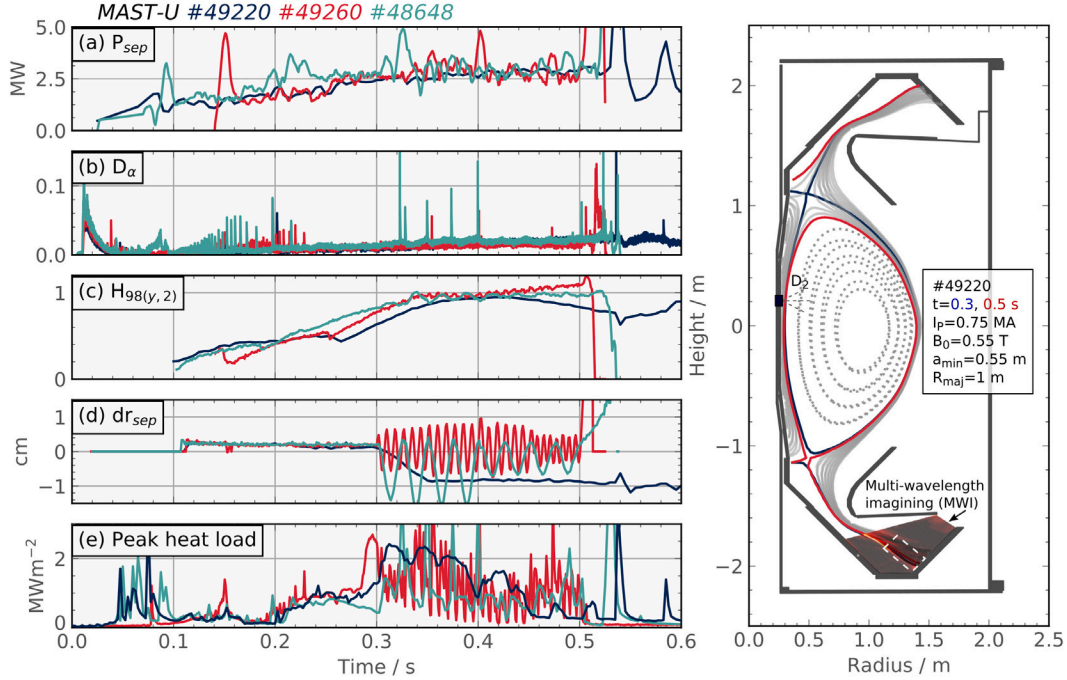 MAST-U #49220 #49260 #48648
(a) P_sep
MW
5.0
2.5
0.0
(b) D_α
0.1
0.0
(c) H_98(y, 2)
1
0
(d) dr_sep
cm
1
0
−1
(e) Peak heat load
MWm⁻²
2
0
0.0 0.1 0.2 0.3 0.4 0.5 0.6
Time / s
Height / m
2
1
0
−1
−2
D₂
#49220
t=0.3, 0.5 s
I_P=0.75 MA
B_0=0.55 T
a_min=0.55 m
R_maj=1 m
Multi-wavelength
imagining (MWI)
0.0 0.5 1.0 1.5 2.0 2.5
Radius / m